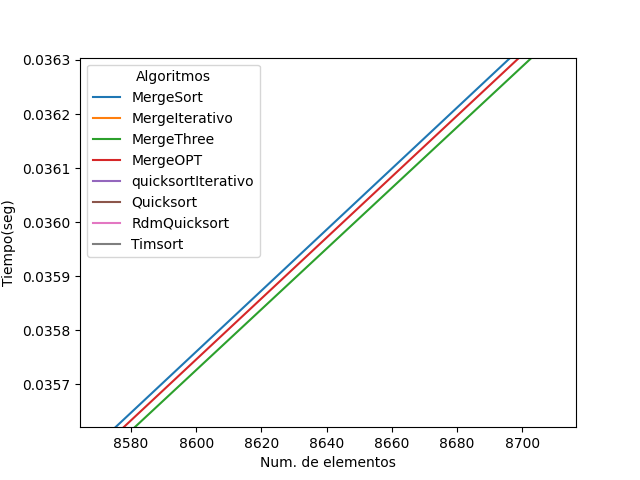 0.0363
0.0362
0.0361
0.0360
0.0359
0.0358
0.0357
Tiempo(seg)
Algoritmos
MergeSort
MergeIterativo
MergeThree
MergeOPT
quicksortIterativo
Quicksort
RdmQuicksort
Timsort
8580 8600 8620 8640 8660 8680 8700
Num. de elementos